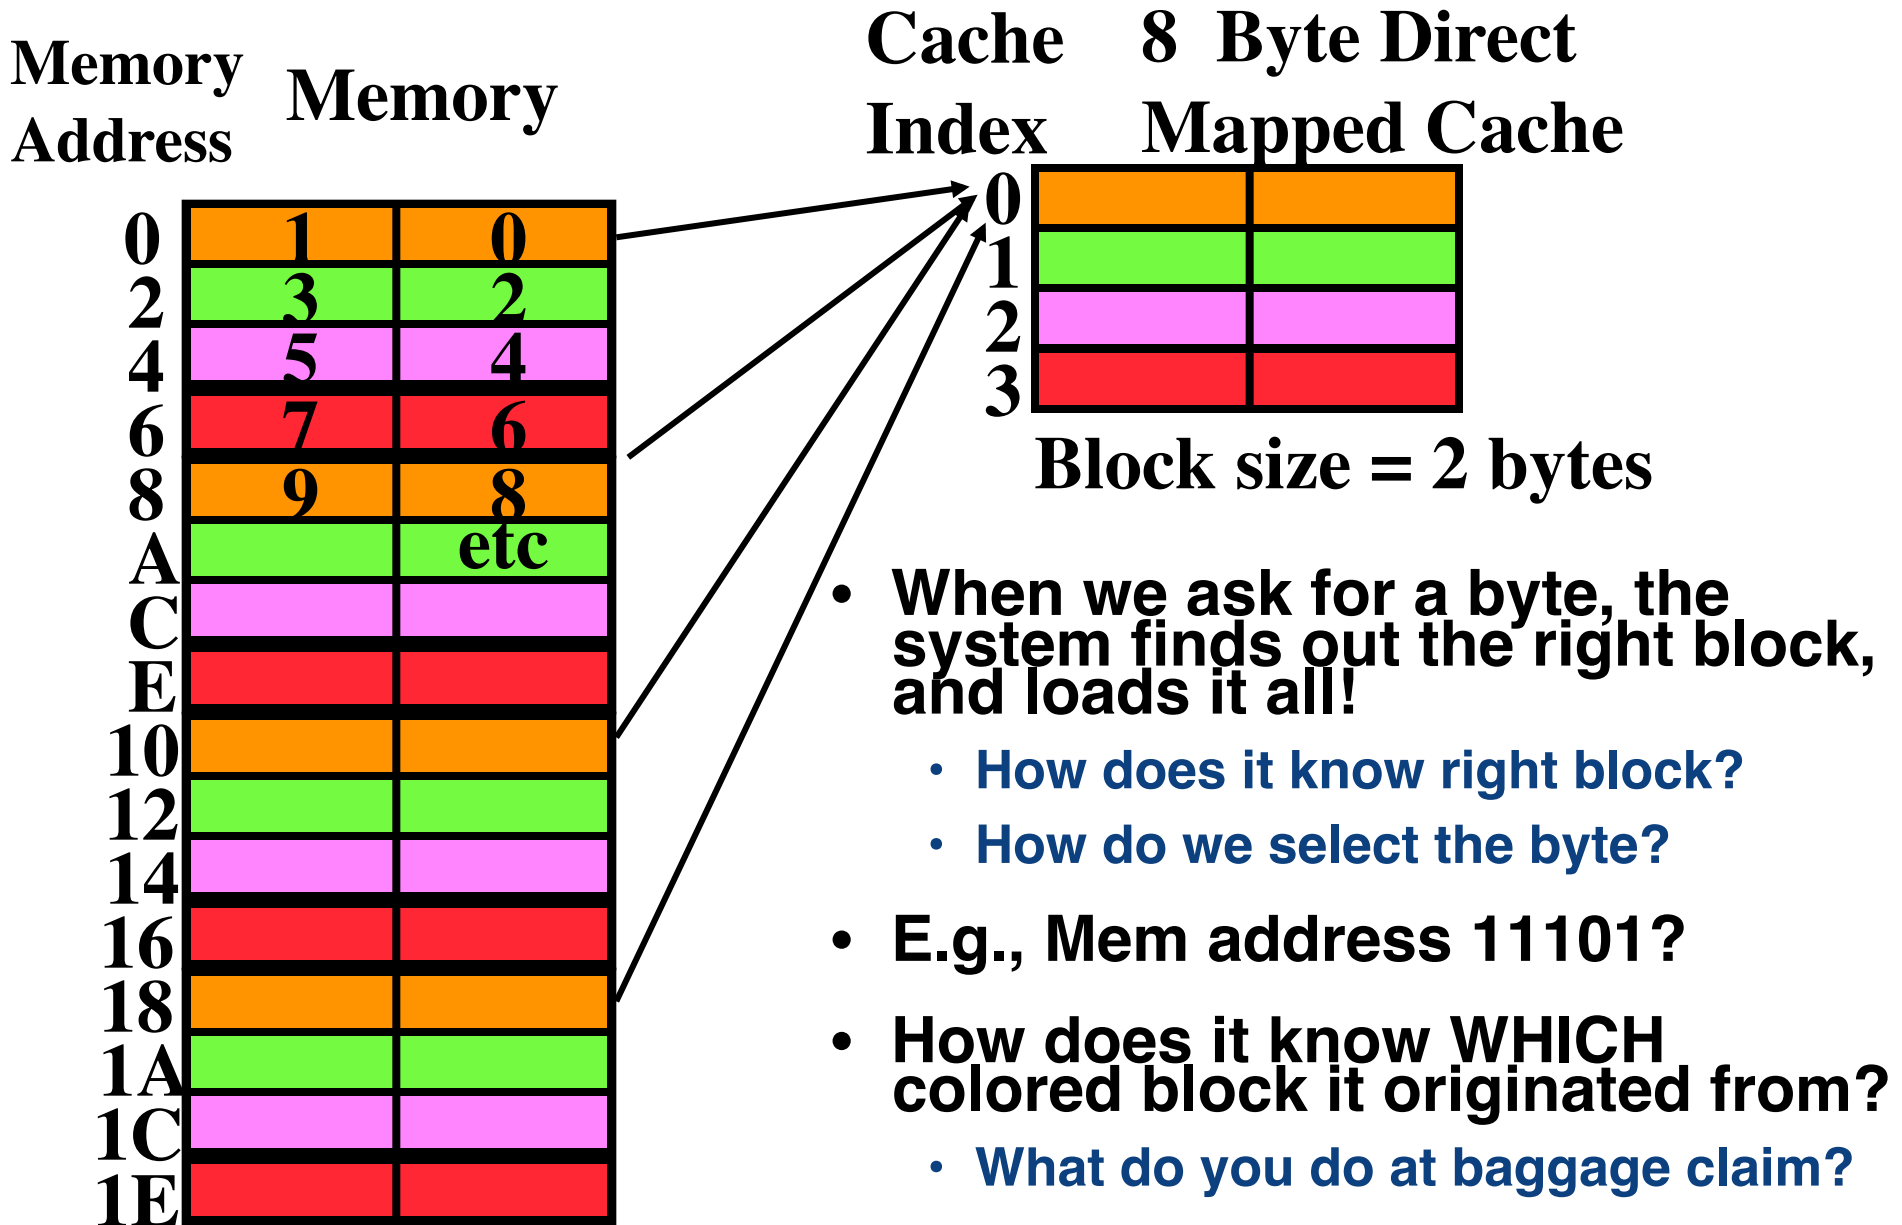 Memory
Address
Memory
0 1 0
2 3 2
4 5 4
6 7 6
8 9 8
A etc
C
E
10
12
14
16
18
1A
1C
1E
Cache
Index
8 Byte Direct
Mapped Cache
0
1
2
3
Block size = 2 bytes
• When we ask for a byte, the
system finds out the right block,
and loads it all!
• How does it know right block?
• How do we select the byte?
• E.g., Mem address 11101?
• How does it know WHICH
colored block it originated from?
• What do you do at baggage claim?